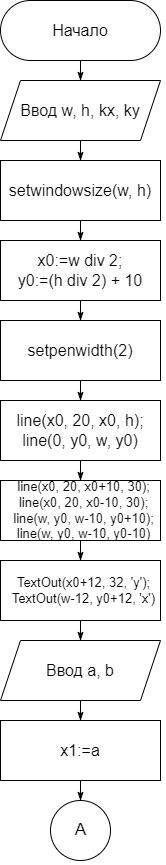 Начало
Ввод w, h, kx, ky
setwindowsize(w, h)
x0:=w div 2;
y0:=(h div 2) + 10
setpenwidth(2)
line(x0, 20, x0, h);
line(0, y0, w, y0)
line(x0, 20, x0+10, 30);
line(x0, 20, x0-10, 30);
line(w, y0, w-10, y0+10);
line(w, y0, w-10, y0-10)
TextOut(x0+12, 32, 'y');
TextOut(w-12, y0+12, 'x')
Ввод a, b
x1:=a
A